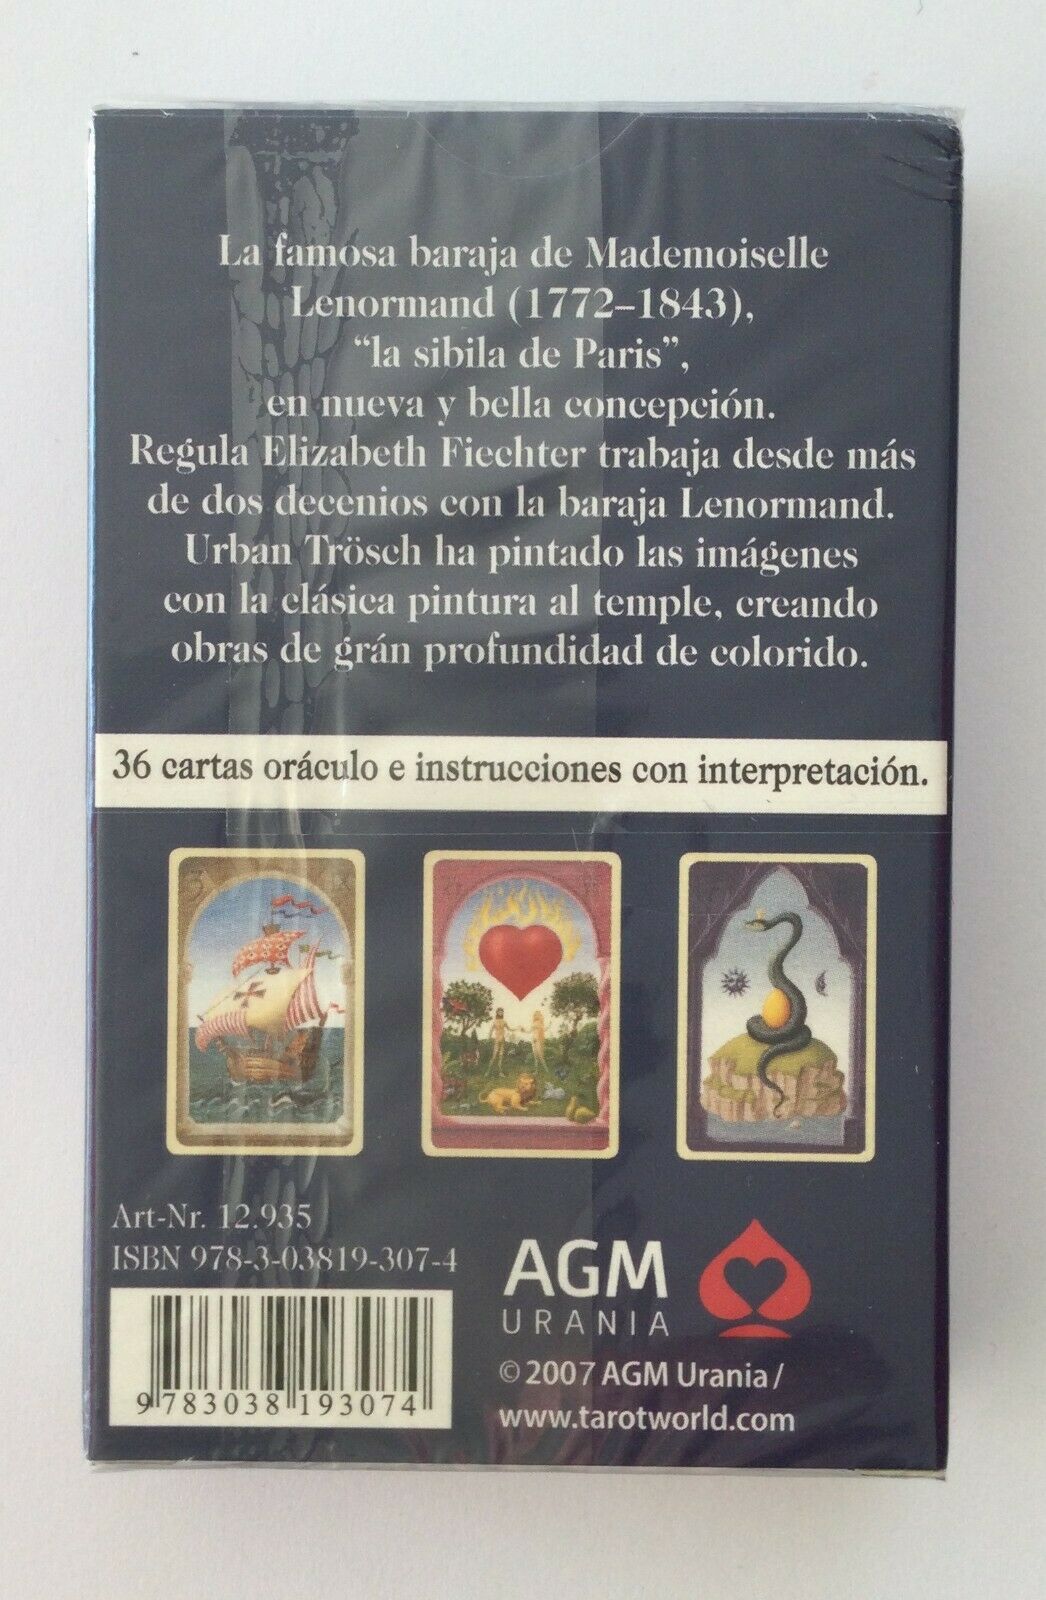 La famosa baraja de Mademoiselle
Lenormand (1772–1843),
“la sibila de Paris”,
en nueva y bella concepción.
Regula Elizabeth Fiechter trabaja desde más
de dos decenios con la baraja Lenormand.
Urban Trösch ha pintado las imágenes
con la clásica pintura al temple, creando
obras de grán profundidad de colorido.
36 cartas oráculo e instrucciones con interpretación.
Art-Nr. 12.935
ISBN 978-3-03819-307-4
9 783038 193074
AGM
URANIA
© 2007 AGM Urania /
www.tarotworld.com